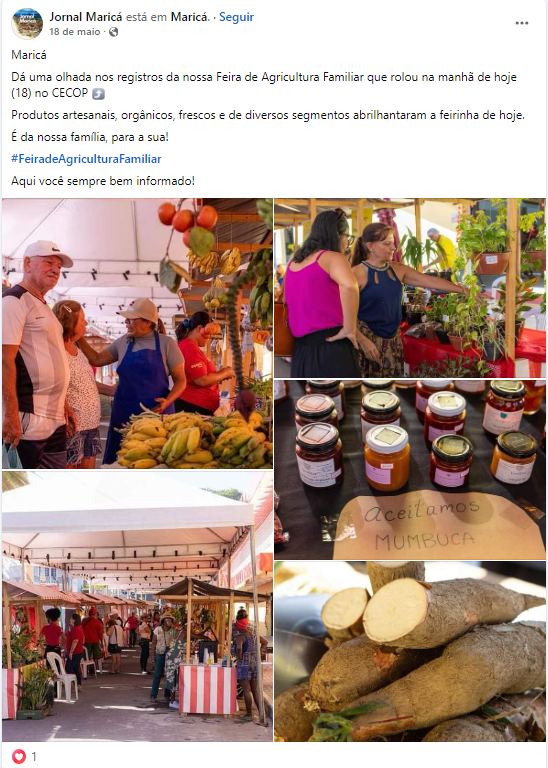 Jornal Maricá está em Maricá. · Seguir
18 de maio ·
Maricá
Dá uma olhada nos registros da nossa Feira de Agricultura Familiar que rolou na manhã de hoje
(18) no CECOP
Produtos artesanais, orgânicos, frescos e de diversos segmentos abrilhantaram a feirinha de hoje.
É da nossa família, para a sua!
#FeiradeAgriculturaFamiliar
Aqui você sempre bem informado!
Aceitamos
MUMBUCA
1